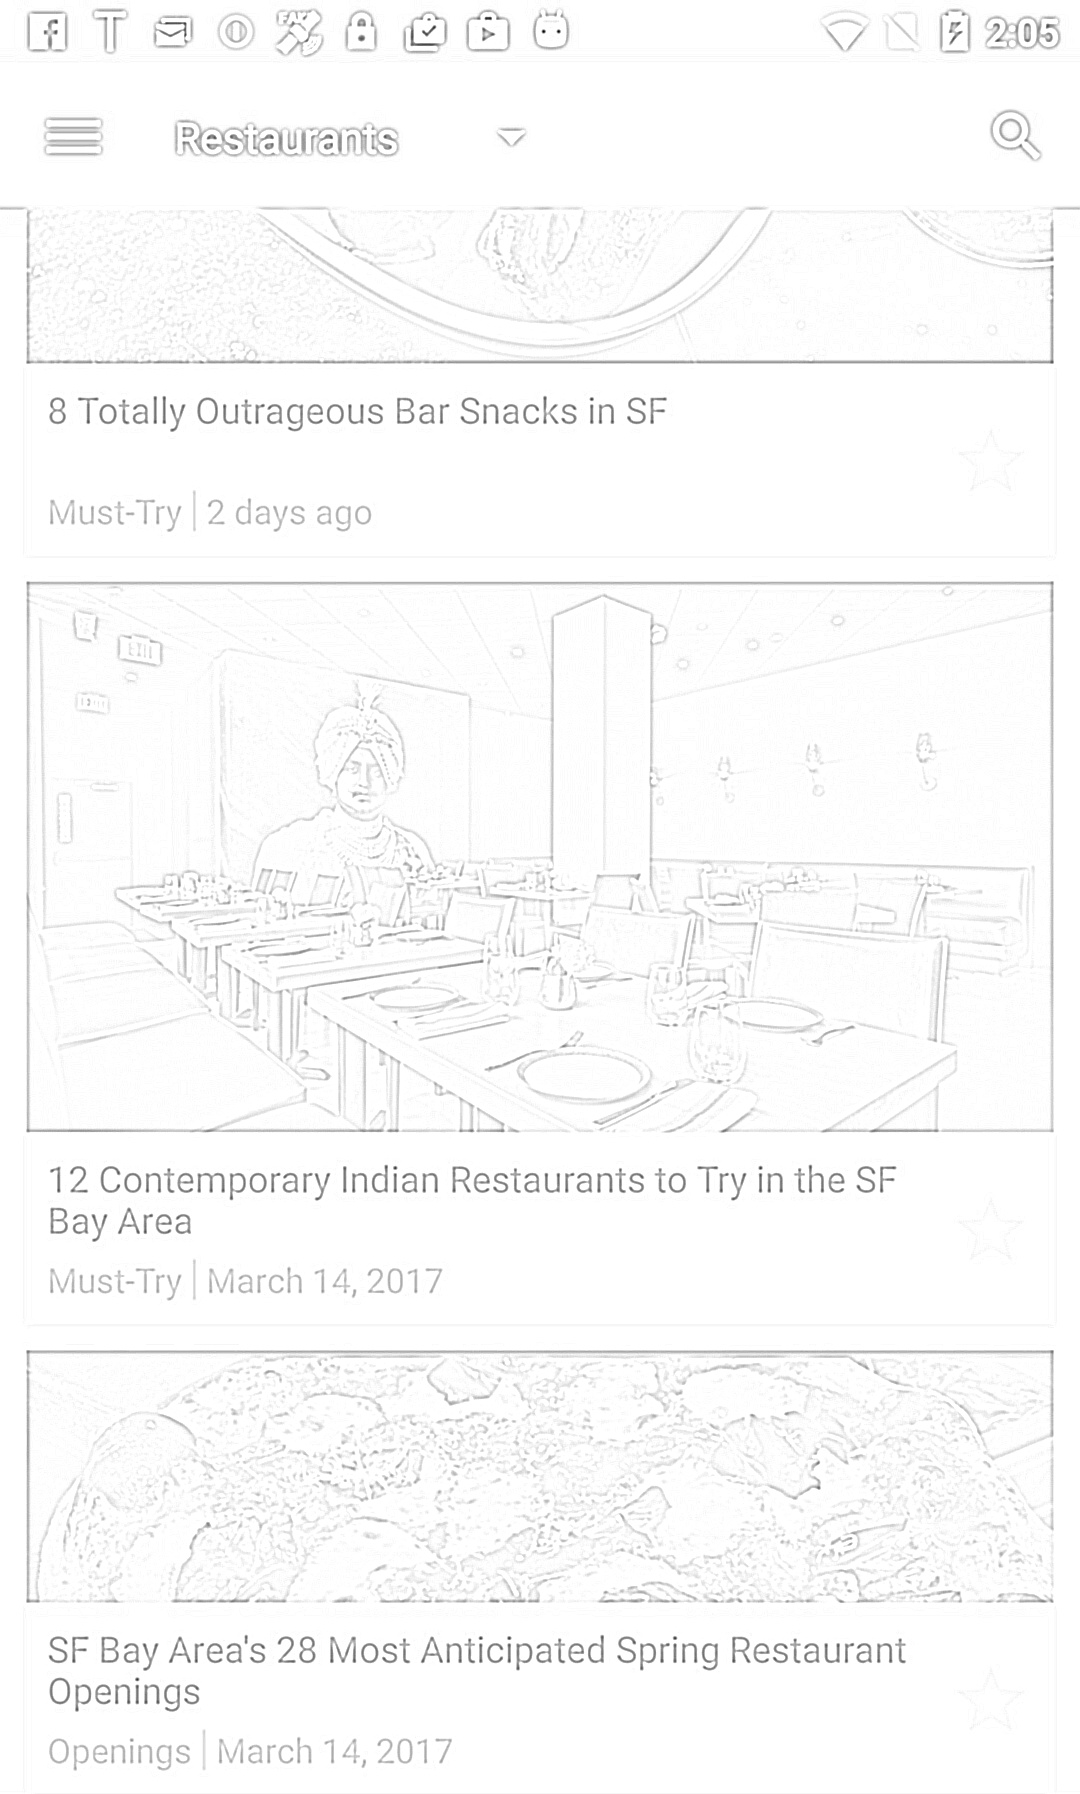 2:05
Restaurants
8 Totally Outrageous Bar Snacks in SF
Must-Try | 2 days ago
EXIT
12 Contemporary Indian Restaurants to Try in the SF
Bay Area
Must-Try | March 14, 2017
SF Bay Area's 28 Most Anticipated Spring Restaurant
Openings
Openings | March 14, 2017